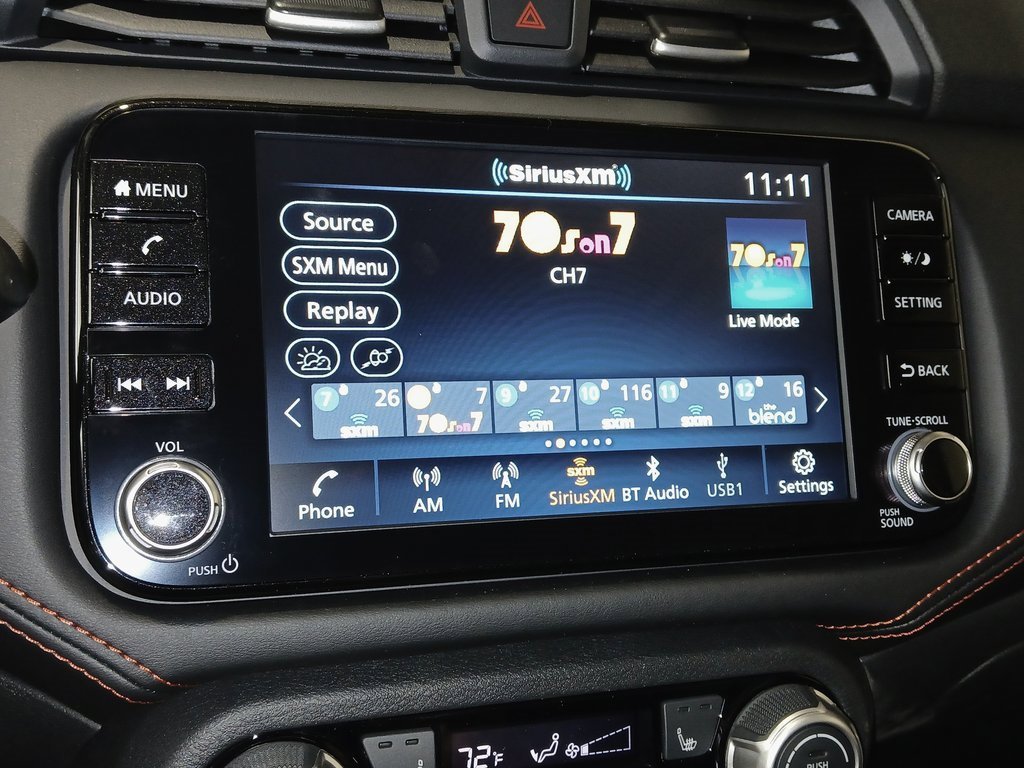 MENU
AUDIO
VOL
PUSH
SiriusXM
11:11
Source
SXM Menu
Replay
70s on 7
CH7
70s on 7
Live Mode
7 26 sxm
7 70s on 7
9 27 sxm
10 116 sxm
11 9 sxm
12 16 the blend
Phone
AM
FM
sxm
SiriusXM
BT Audio
USB1
Settings
CAMERA
SETTING
BACK
TUNE·SCROLL
PUSH
SOUND
72°F
PUSH